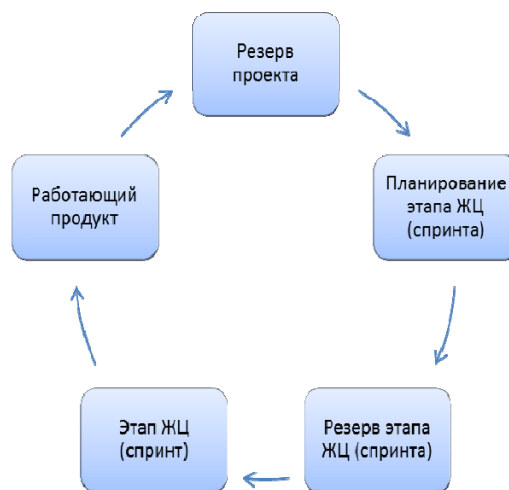 Резерв
проекта
Планирование
этапа ЖЦ
(спринта)
Резерв этапа
ЖЦ (спринта)
Этап ЖЦ
(спринт)
Работающий
продукт